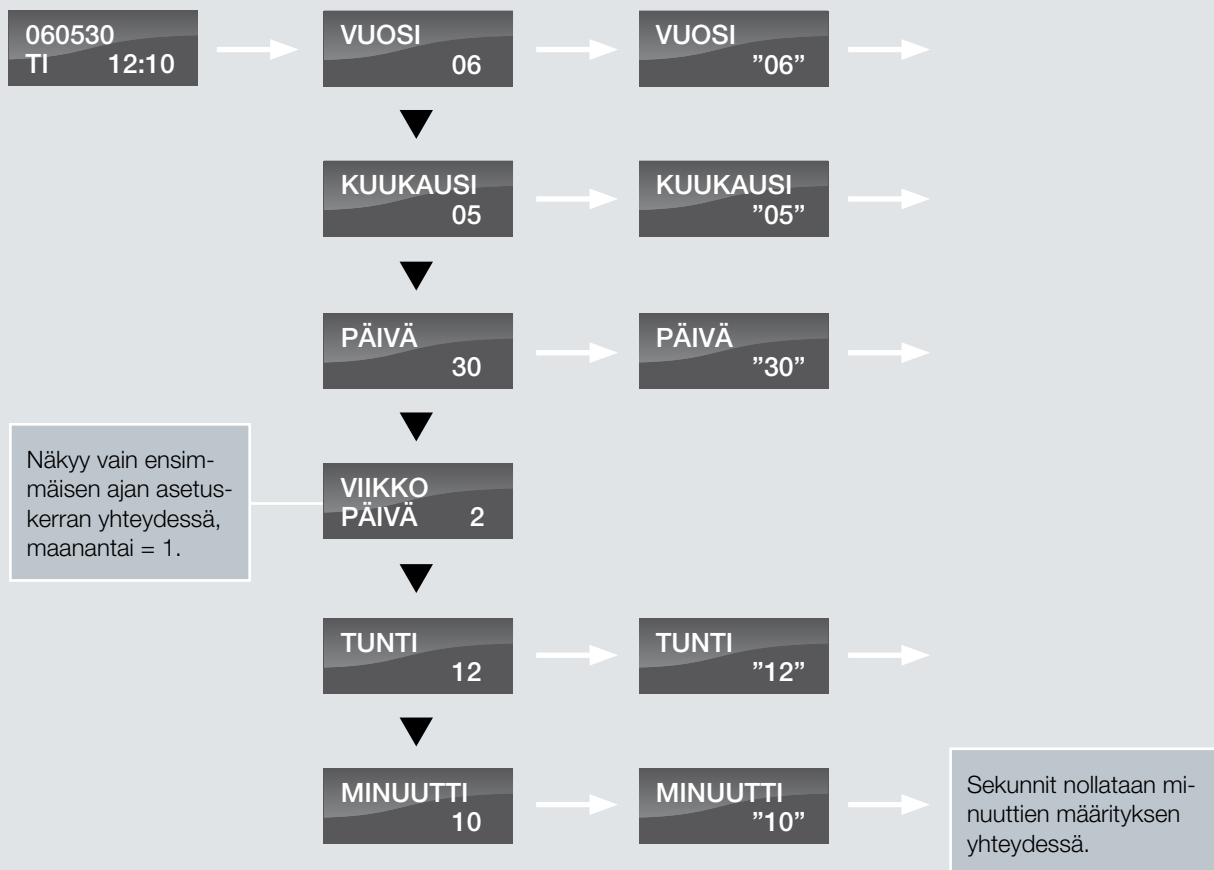 060530
TI 12:10
VUOSI
06
VUOSI
”06”
KUUKAUSI
05
KUUKAUSI
”05”
PÄIVÄ
30
PÄIVÄ
”30”
Näkyy vain ensim-
mäisen ajan asetus-
kerran yhteydessä,
maanantai = 1.
VIIKKO
PÄIVÄ 2
TUNTI
12
TUNTI
”12”
MINUUTTI
10
MINUUTTI
”10”
Sekunnit nollataan mi-
nuuttien määrityksen
yhteydessä.